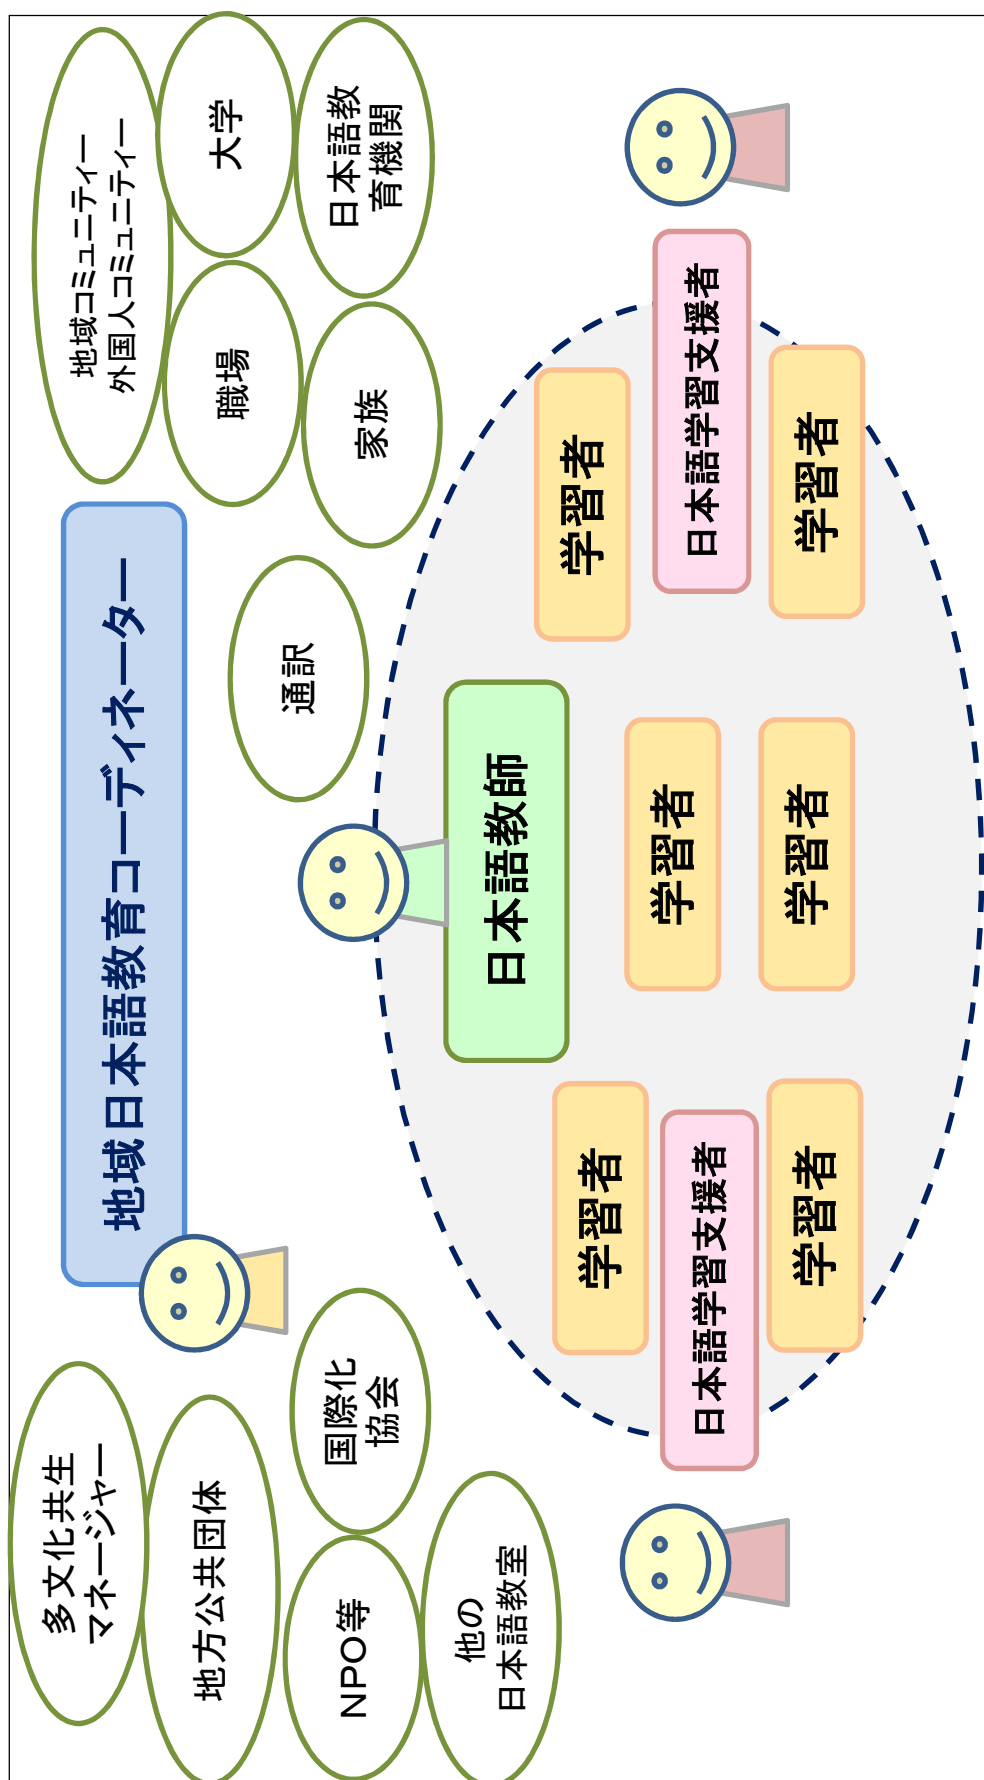 多文化共生
マネージャー
地方公共団体
国際化
協会
NPO等
他の
日本語教室
地域日本語教育コーディネーター
通訳
地域コミュニティー
外国人コミュニティー
大学
日本語教
育機関
職場
家族
日本語教師
学習者
日本語学習支援者
学習者
学習者
学習者
学習者
日本語学習支援者
学習者